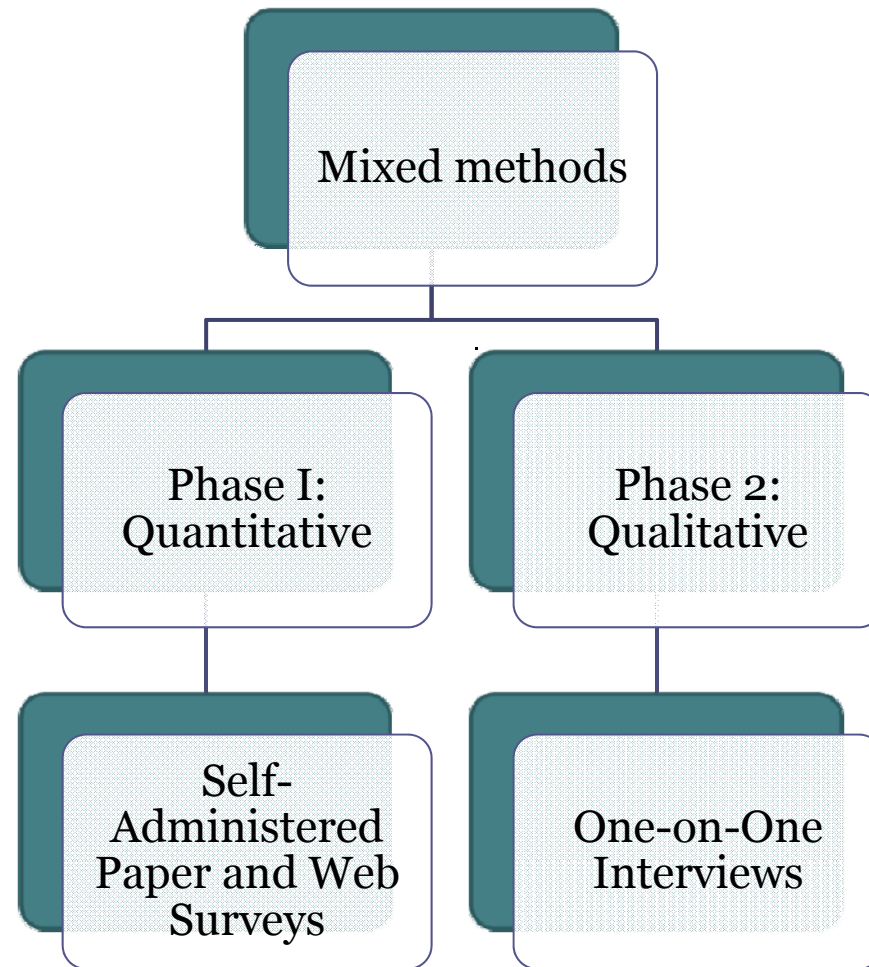 Mixed methods
Phase I:
Quantitative
Phase 2:
Qualitative
Self-
Administered
Paper and Web
Surveys
One-on-One
Interviews